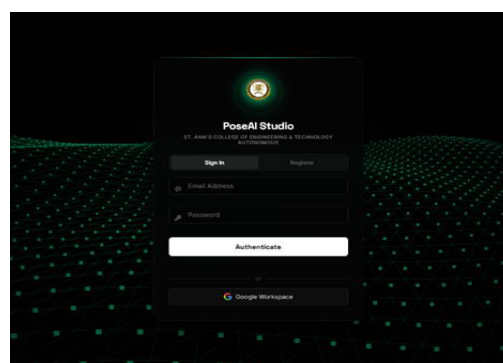 PoseAI Studio
ST. ANN'S COLLEGE OF ENGINEERING & TECHNOLOGY
AUTONOMOUS
Sign In Register
Email Address
Password
Authenticate
OR
Google Workspace